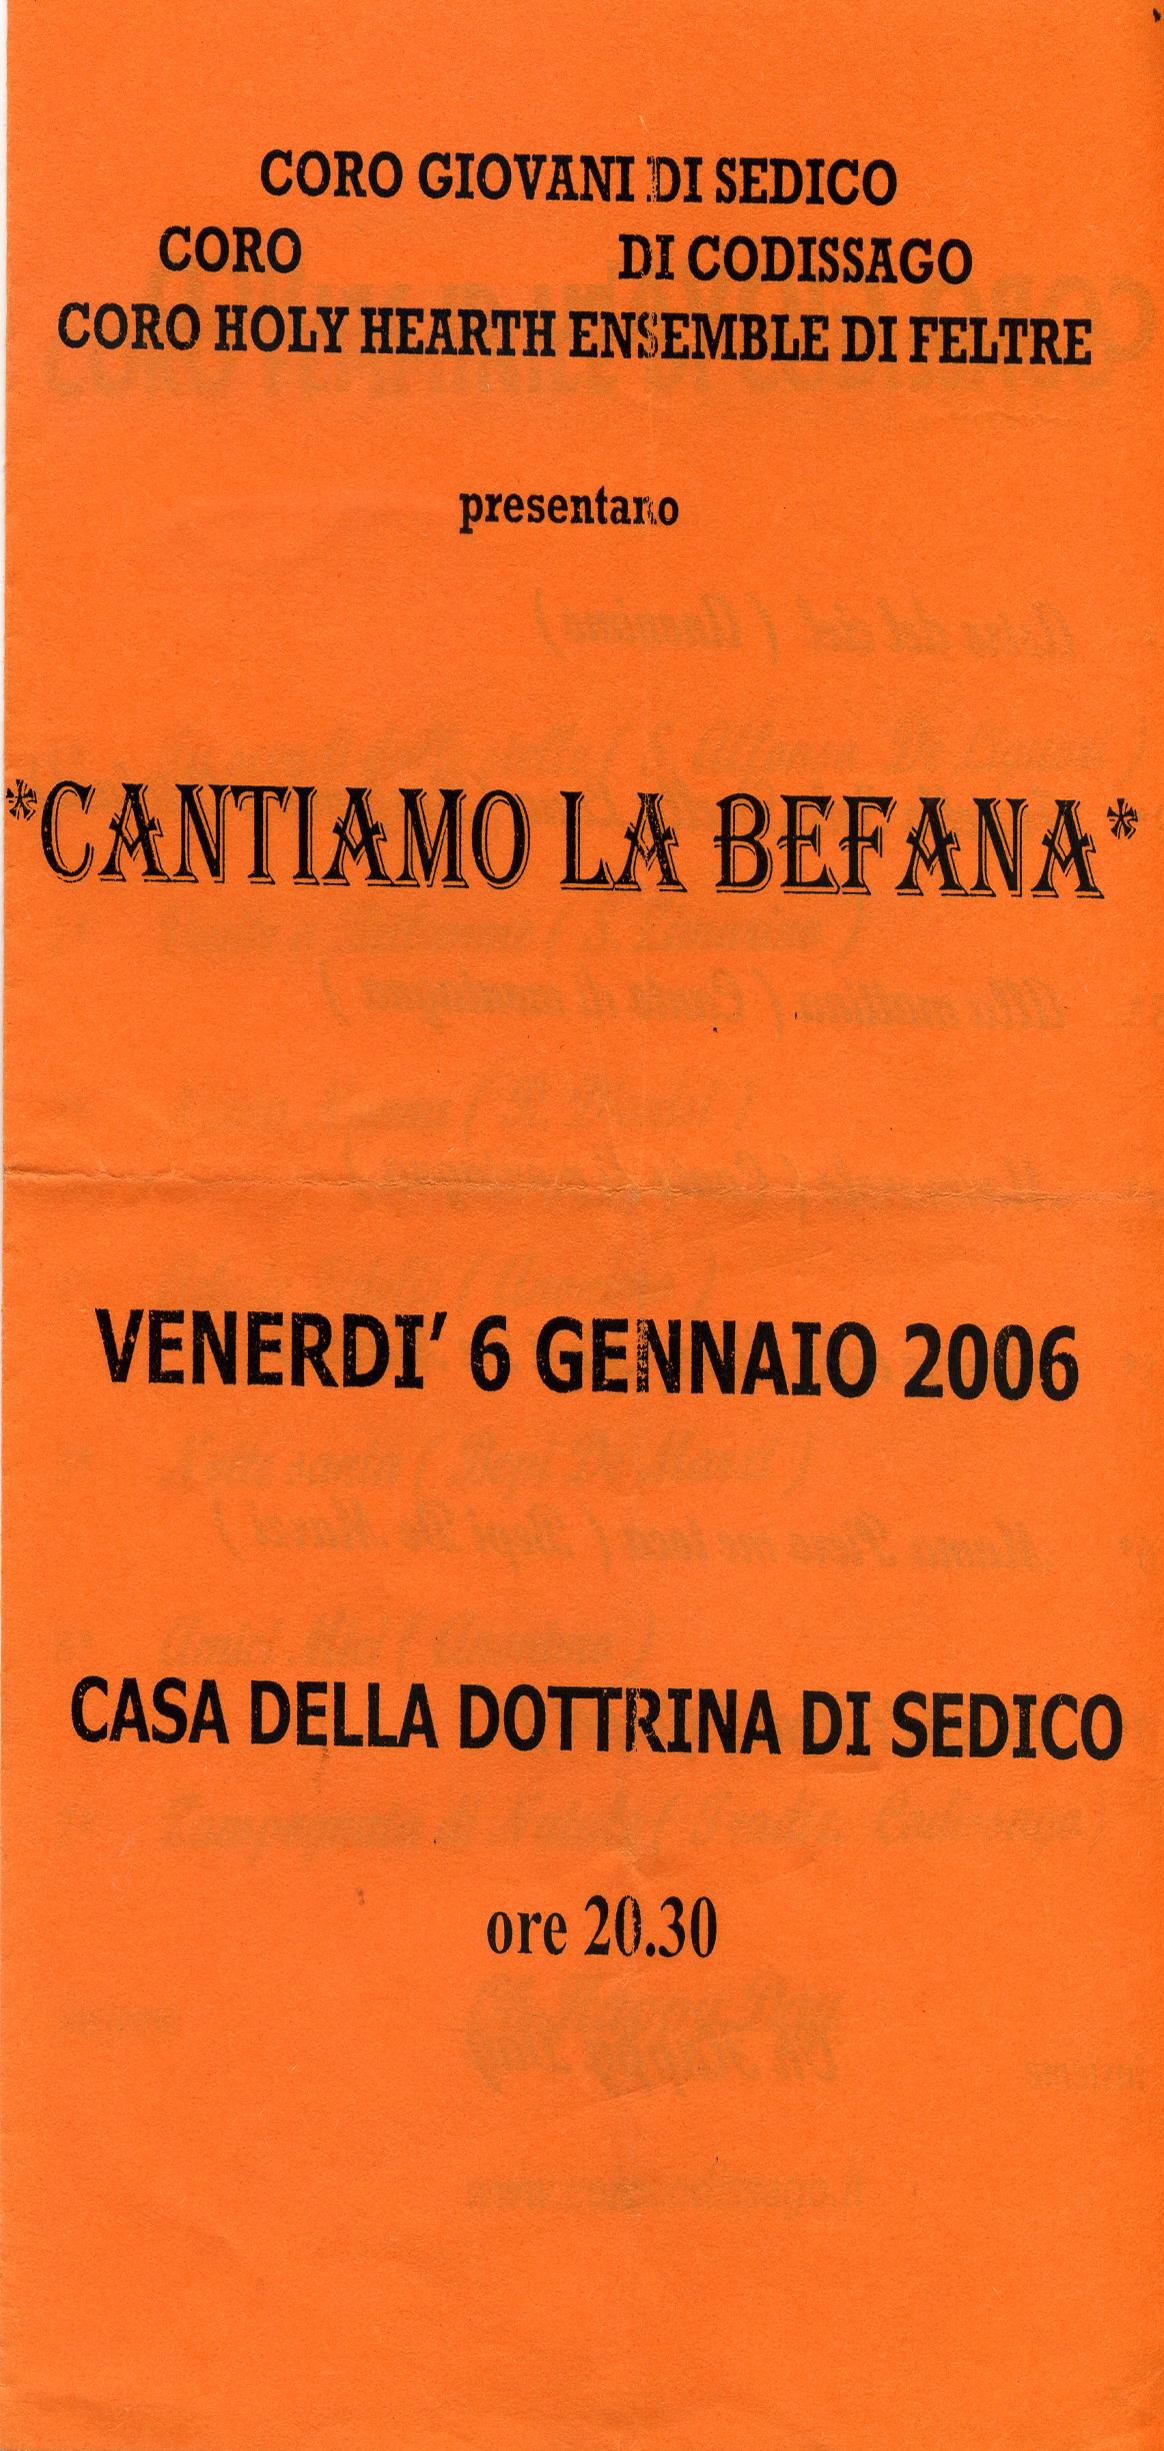 CORO GIOVANI DI SEDICO
CORO DI CODISSAGO
CORO HOLY HEARTH ENSEMBLE DI FELTRE
presentano
*CANTIAMO LA BEFANA*
VENERDI’ 6 GENNAIO 2006
CASA DELLA DOTTRINA DI SEDICO
ore 20.30